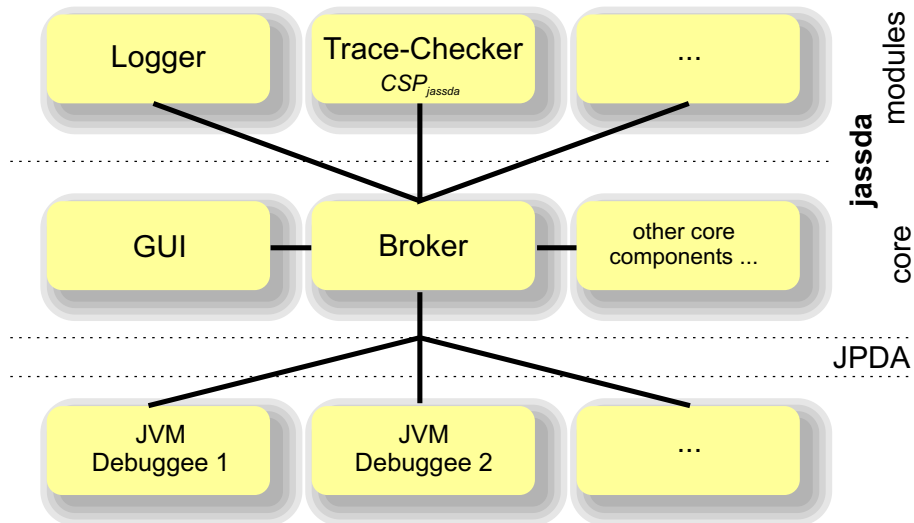 Logger
Trace-Checker
CSPjassda
...
modules
jassda
GUI
Broker
other core
components ...
core
JPDA
JVM
Debuggee 1
JVM
Debuggee 2
...